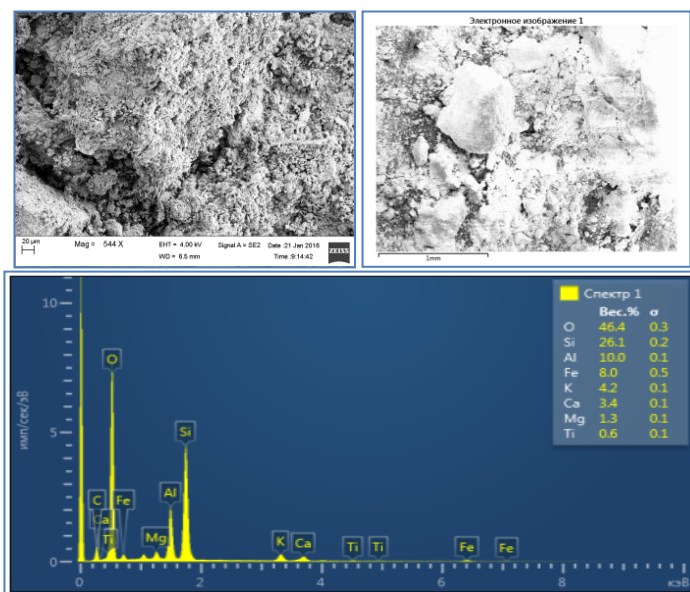 20 µm
Mag = 544 X
EHT = 4.00 kV
WD = 6.5 mm
Signal A = SE2
Date :21 Jan 2016
Time :9:14:42
ZEISS
Электронное изображение 1
1mm
Спектр 1
Вес.% σ
O 46.4 0.3
Si 26.1 0.2
Al 10.0 0.1
Fe 8.0 0.5
K 4.2 0.1
Ca 3.4 0.1
Mg 1.3 0.1
Ti 0.6 0.1
имп/сек/эВ
10
5
0
O
Si
Al
C
Fe
Ca
Ti
Mg
K
Ca
Ti
Ti
Fe
Fe
0 2 4 6 8 кэВ